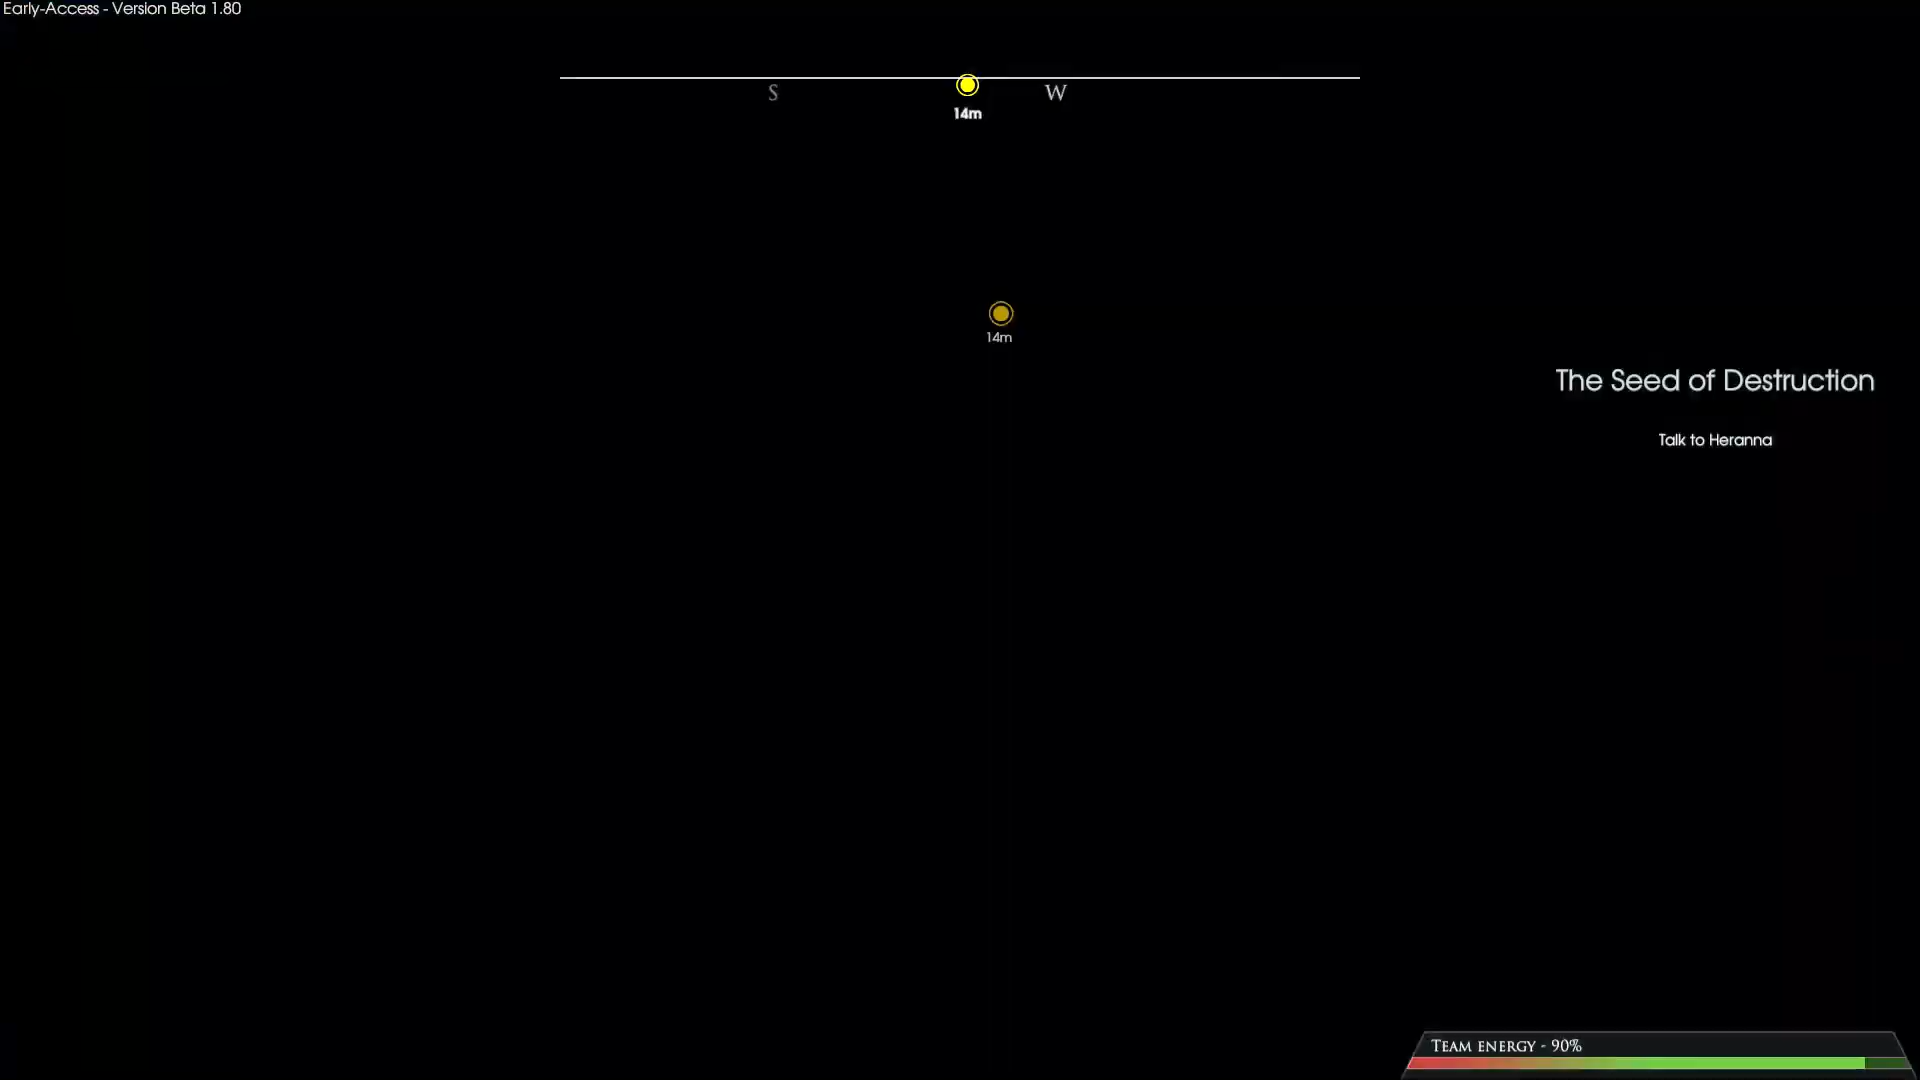 Early-Access - Version Beta 1.80
S
W
14m
14m
The Seed of Destruction
Talk to Heranna
Team energy - 90%